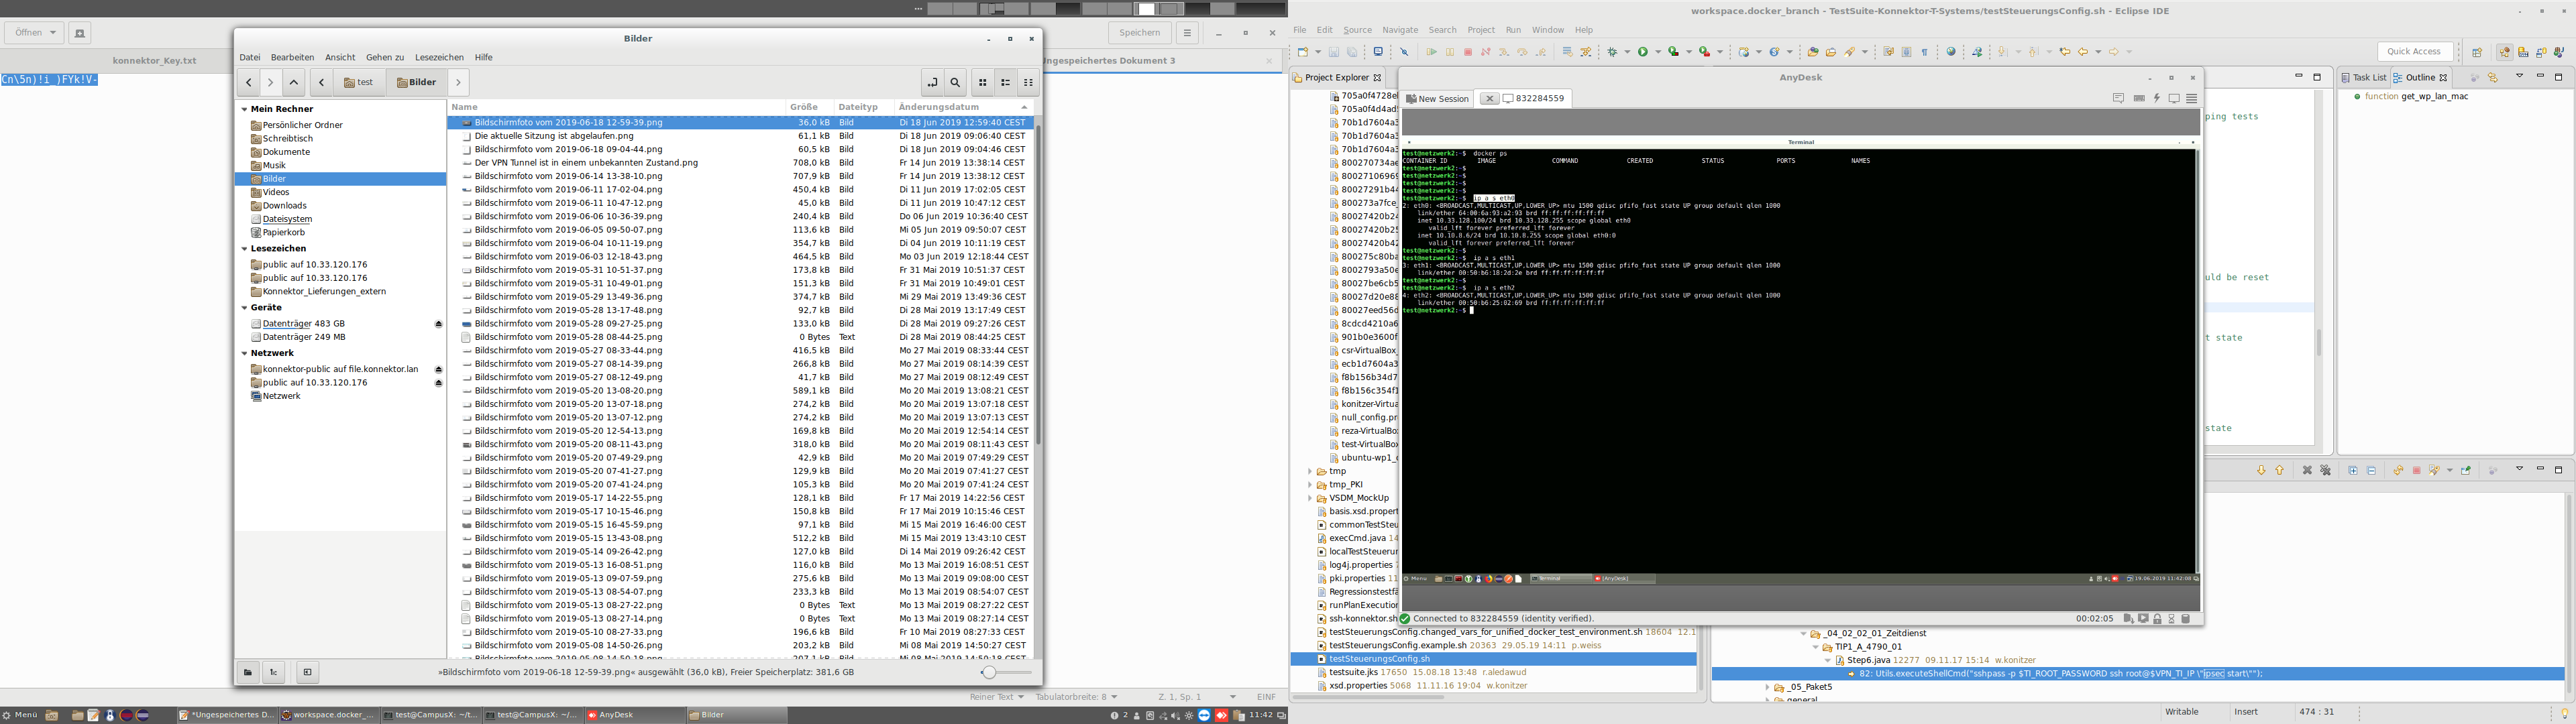 Öffnen
Speichern
konnektor_Key.txt
Ungespeichertes Dokument 3
Cn\5n)!i_)FYk!V-
Bilder
Datei Bearbeiten Ansicht Gehen zu Lesezeichen Hilfe
test Bilder
Mein Rechner
Persönlicher Ordner
Schreibtisch
Dokumente
Musik
Bilder
Videos
Downloads
Dateisystem
Papierkorb
Lesezeichen
public auf 10.33.120.176
public auf 10.33.120.176
Konnektor_Lieferungen_extern
Geräte
Datenträger 483 GB
Datenträger 249 MB
Netzwerk
konnektor-public auf file.konnektor.lan
public auf 10.33.120.176
Netzwerk
Name Größe Dateityp Änderungsdatum
Bildschirmfoto vom 2019-06-18 12-59-39.png 36,0 kB Bild Di 18 Jun 2019 12:59:40 CEST
Die aktuelle Sitzung ist abgelaufen.png 61,1 kB Bild Di 18 Jun 2019 09:06:40 CEST
Bildschirmfoto vom 2019-06-18 09-04-44.png 60,5 kB Bild Di 18 Jun 2019 09:04:46 CEST
Der VPN Tunnel ist in einem unbekannten Zustand.png 708,0 kB Bild Fr 14 Jun 2019 13:38:14 CEST
Bildschirmfoto vom 2019-06-14 13-38-10.png 707,9 kB Bild Fr 14 Jun 2019 13:38:12 CEST
Bildschirmfoto vom 2019-06-11 17-02-04.png 450,4 kB Bild Di 11 Jun 2019 17:02:05 CEST
Bildschirmfoto vom 2019-06-11 10-47-12.png 45,0 kB Bild Di 11 Jun 2019 10:47:12 CEST
Bildschirmfoto vom 2019-06-06 10-36-39.png 240,4 kB Bild Do 06 Jun 2019 10:36:40 CEST
Bildschirmfoto vom 2019-06-05 09-50-07.png 113,6 kB Bild Mi 05 Jun 2019 09:50:07 CEST
Bildschirmfoto vom 2019-06-04 10-11-19.png 354,7 kB Bild Di 04 Jun 2019 10:11:19 CEST
Bildschirmfoto vom 2019-06-03 12-18-43.png 464,5 kB Bild Mo 03 Jun 2019 12:18:44 CEST
Bildschirmfoto vom 2019-05-31 10-51-37.png 173,8 kB Bild Fr 31 Mai 2019 10:51:37 CEST
Bildschirmfoto vom 2019-05-31 10-49-01.png 151,3 kB Bild Fr 31 Mai 2019 10:49:01 CEST
Bildschirmfoto vom 2019-05-29 13-49-36.png 374,7 kB Bild Mi 29 Mai 2019 13:49:36 CEST
Bildschirmfoto vom 2019-05-28 13-17-48.png 92,7 kB Bild Di 28 Mai 2019 13:17:49 CEST
Bildschirmfoto vom 2019-05-28 09-27-25.png 133,0 kB Bild Di 28 Mai 2019 09:27:26 CEST
Bildschirmfoto vom 2019-05-28 08-44-25.png 0 Bytes Text Di 28 Mai 2019 08:44:25 CEST
Bildschirmfoto vom 2019-05-27 08-33-44.png 416,5 kB Bild Mo 27 Mai 2019 08:33:44 CEST
Bildschirmfoto vom 2019-05-27 08-14-39.png 266,8 kB Bild Mo 27 Mai 2019 08:14:39 CEST
Bildschirmfoto vom 2019-05-27 08-12-49.png 41,7 kB Bild Mo 27 Mai 2019 08:12:49 CEST
Bildschirmfoto vom 2019-05-20 13-08-20.png 589,1 kB Bild Mo 20 Mai 2019 13:08:21 CEST
Bildschirmfoto vom 2019-05-20 13-07-18.png 274,2 kB Bild Mo 20 Mai 2019 13:07:18 CEST
Bildschirmfoto vom 2019-05-20 13-07-12.png 274,2 kB Bild Mo 20 Mai 2019 13:07:13 CEST
Bildschirmfoto vom 2019-05-20 12-54-13.png 169,8 kB Bild Mo 20 Mai 2019 12:54:14 CEST
Bildschirmfoto vom 2019-05-20 08-11-43.png 318,0 kB Bild Mo 20 Mai 2019 08:11:43 CEST
Bildschirmfoto vom 2019-05-20 07-49-29.png 42,9 kB Bild Mo 20 Mai 2019 07:49:29 CEST
Bildschirmfoto vom 2019-05-20 07-41-27.png 129,9 kB Bild Mo 20 Mai 2019 07:41:27 CEST
Bildschirmfoto vom 2019-05-20 07-41-24.png 105,3 kB Bild Mo 20 Mai 2019 07:41:24 CEST
Bildschirmfoto vom 2019-05-17 14-22-55.png 128,1 kB Bild Fr 17 Mai 2019 14:22:56 CEST
Bildschirmfoto vom 2019-05-17 10-15-46.png 150,8 kB Bild Fr 17 Mai 2019 10:15:46 CEST
Bildschirmfoto vom 2019-05-15 16-45-59.png 97,1 kB Bild Mi 15 Mai 2019 16:46:00 CEST
Bildschirmfoto vom 2019-05-15 13-43-08.png 512,2 kB Bild Mi 15 Mai 2019 13:43:10 CEST
Bildschirmfoto vom 2019-05-14 09-26-42.png 127,0 kB Bild Di 14 Mai 2019 09:26:42 CEST
Bildschirmfoto vom 2019-05-13 16-08-51.png 116,0 kB Bild Mo 13 Mai 2019 16:08:51 CEST
Bildschirmfoto vom 2019-05-13 09-07-59.png 275,6 kB Bild Mo 13 Mai 2019 09:08:00 CEST
Bildschirmfoto vom 2019-05-13 08-54-07.png 233,3 kB Bild Mo 13 Mai 2019 08:54:07 CEST
Bildschirmfoto vom 2019-05-13 08-27-22.png 0 Bytes Text Mo 13 Mai 2019 08:27:22 CEST
Bildschirmfoto vom 2019-05-13 08-27-14.png 0 Bytes Text Mo 13 Mai 2019 08:27:14 CEST
Bildschirmfoto vom 2019-05-10 08-27-33.png 196,6 kB Bild Fr 10 Mai 2019 08:27:33 CEST
Bildschirmfoto vom 2019-05-08 14-50-26.png 203,2 kB Bild Mi 08 Mai 2019 14:50:27 CEST
Bildschirmfoto vom 2019-05-08 14-50-18.png 207,1 kB Bild Mi 08 Mai 2019 14:50:18 CEST
»Bildschirmfoto vom 2019-06-18 12-59-39.png« ausgewählt (36,0 kB), Freier Speicherplatz: 381,6 GB
Reiner Text Tabulatorbreite: 8 Z. 1, Sp. 1 EINF
Menü *Ungespeichertes D... workspace.docker_... test@CampusX: ~/t... test@CampusX: ~/... AnyDesk Bilder 2 11:42
workspace.docker_branch - TestSuite-Konnektor-T-Systems/testSteuerungsConfig.sh - Eclipse IDE
File Edit Source Navigate Search Project Run Window Help
Quick Access
Project Explorer
705a0f4728e
705a0f4d4ad
70b1d7604a3
70b1d7604a3
70b1d7604a3
800270734ae
80027106969
80027291b44
800273a7fce_
80027420b24
80027420b25
80027420b42
800275c80ba
8002793a50e
80027be6cb5
80027d20e88
80027eed56d
8cdcd4210a6
901b0e3600f
csr-VirtualBox
ecb1d7604a3
f8b156b34d7
f8b156c354f1
konitzer-Virtua
null_config.pr
reza-VirtualBo
test-VirtualBo
ubuntu-wp1_
tmp
tmp_PKI
VSDM_MockUp
basis.xsd.propert
commonTestSteu
execCmd.java 14
localTestSteuerun
log4j.properties
pki.properties 11
Regressionstestfä
runPlanExecution
ssh-konnektor.sh
testSteuerungsConfig.changed_vars_for_unified_docker_test_environment.sh 18604 12.1
testSteuerungsConfig.example.sh 20363 29.05.19 14:11 p.weiss
testSteuerungsConfig.sh
testsuite.jks 17650 15.08.18 13:48 r.aledawud
xsd.properties 5068 11.11.16 19:04 w.konitzer
AnyDesk
New Session 832284559
Terminal
test@netzwerk2:~$ docker ps
CONTAINER ID IMAGE COMMAND CREATED STATUS PORTS NAMES
test@netzwerk2:~$
test@netzwerk2:~$
test@netzwerk2:~$
test@netzwerk2:~$
test@netzwerk2:~$ ip a s eth0
2: eth0: <BROADCAST,MULTICAST,UP,LOWER_UP> mtu 1500 qdisc pfifo_fast state UP group default qlen 1000
link/ether 64:00:6a:93:a2:93 brd ff:ff:ff:ff:ff:ff
inet 10.33.128.100/24 brd 10.33.128.255 scope global eth0
valid_lft forever preferred_lft forever
inet 10.10.8.6/24 brd 10.10.8.255 scope global eth0:0
valid_lft forever preferred_lft forever
test@netzwerk2:~$
test@netzwerk2:~$ ip a s eth1
3: eth1: <BROADCAST,MULTICAST,UP,LOWER_UP> mtu 1500 qdisc pfifo_fast state UP group default qlen 1000
link/ether 00:50:b6:18:2d:2e brd ff:ff:ff:ff:ff:ff
test@netzwerk2:~$
test@netzwerk2:~$ ip a s eth2
4: eth2: <BROADCAST,MULTICAST,UP,LOWER_UP> mtu 1500 qdisc pfifo_fast state UP group default qlen 1000
link/ether 00:50:b6:25:82:69 brd ff:ff:ff:ff:ff:ff
test@netzwerk2:~$
Menu Terminal [AnyDesk] 19.06.2019 11:42:08
Connected to 832284559 (identity verified). 00:02:05
ping tests
uld be reset
t state
state
Task List Outline
function get_wp_lan_mac
_04_02_02_01_Zeitdienst
TIP1_A_4790_01
Step6.java 12277 09.11.17 15:14 w.konitzer
82: Utils.executeShellCmd("sshpass -p $TI_ROOT_PASSWORD ssh root@$VPN_TI_IP \"ipsec start\"");
_05_Paket5
general
Writable Insert 474 : 31